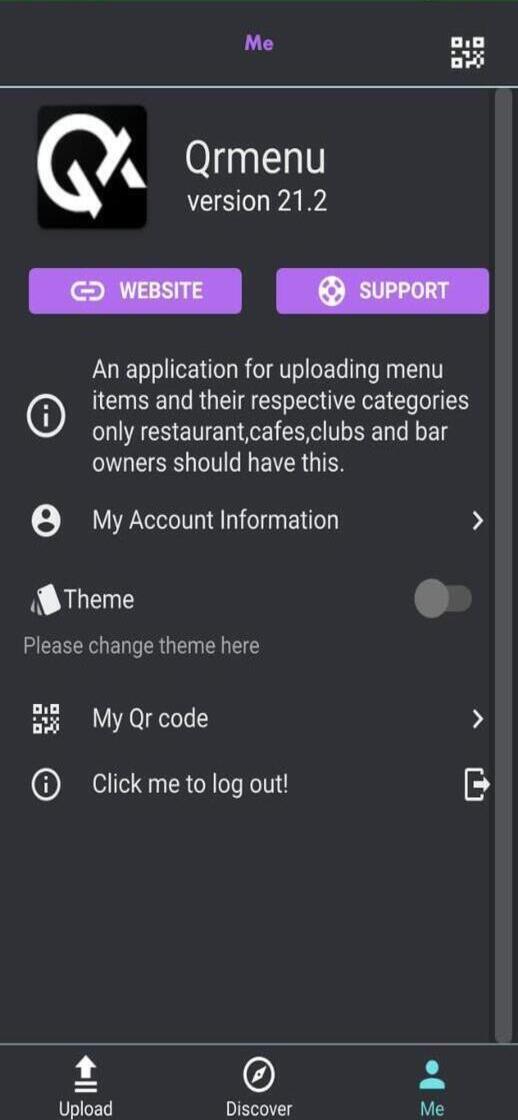 Me
Qrmenu
version 21.2
WEBSITE
SUPPORT
An application for uploading menu
items and their respective categories
only restaurant,cafes,clubs and bar
owners should have this.
My Account Information
Theme
Please change theme here
My Qr code
Click me to log out!
Upload
Discover
Me